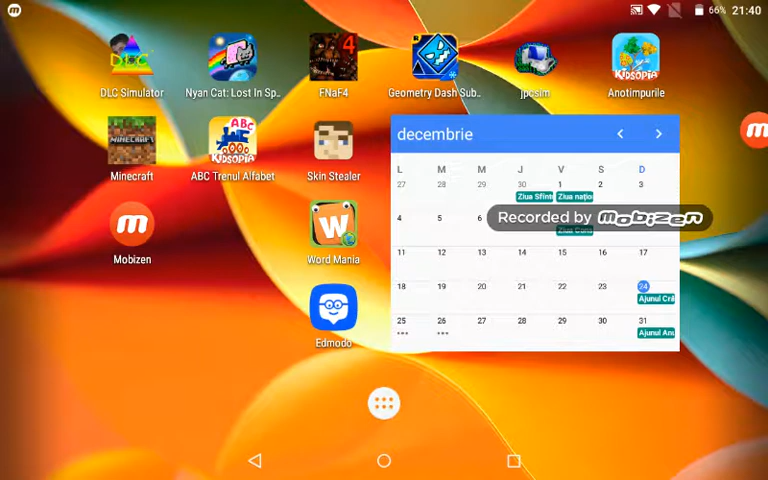 66% 21:40
DLC
4
KIDSOPIA
DLC Simulator
Nyan Cat: Lost In Sp..
FNaF4
Geometry Dash Sub..
jpcsim
Anotimpurile
MINECRAFT
ABC
KIDSOPIA
decembrie
Minecraft
ABC Trenul Alfabet
Skin Stealer
L M M J V S D
27 28 29 30 1 2 3
Ziua Sfint Ziua națio
4 5 6
Recorded by mobizen
Ziua Cons
W
Mobizen
Word Mania
11 12 13 14 15 16 17
18 19 20 21 22 23 24
Ajunul Cră
25 26 27 28 29 30 31
Ajunul Anu
Edmodo